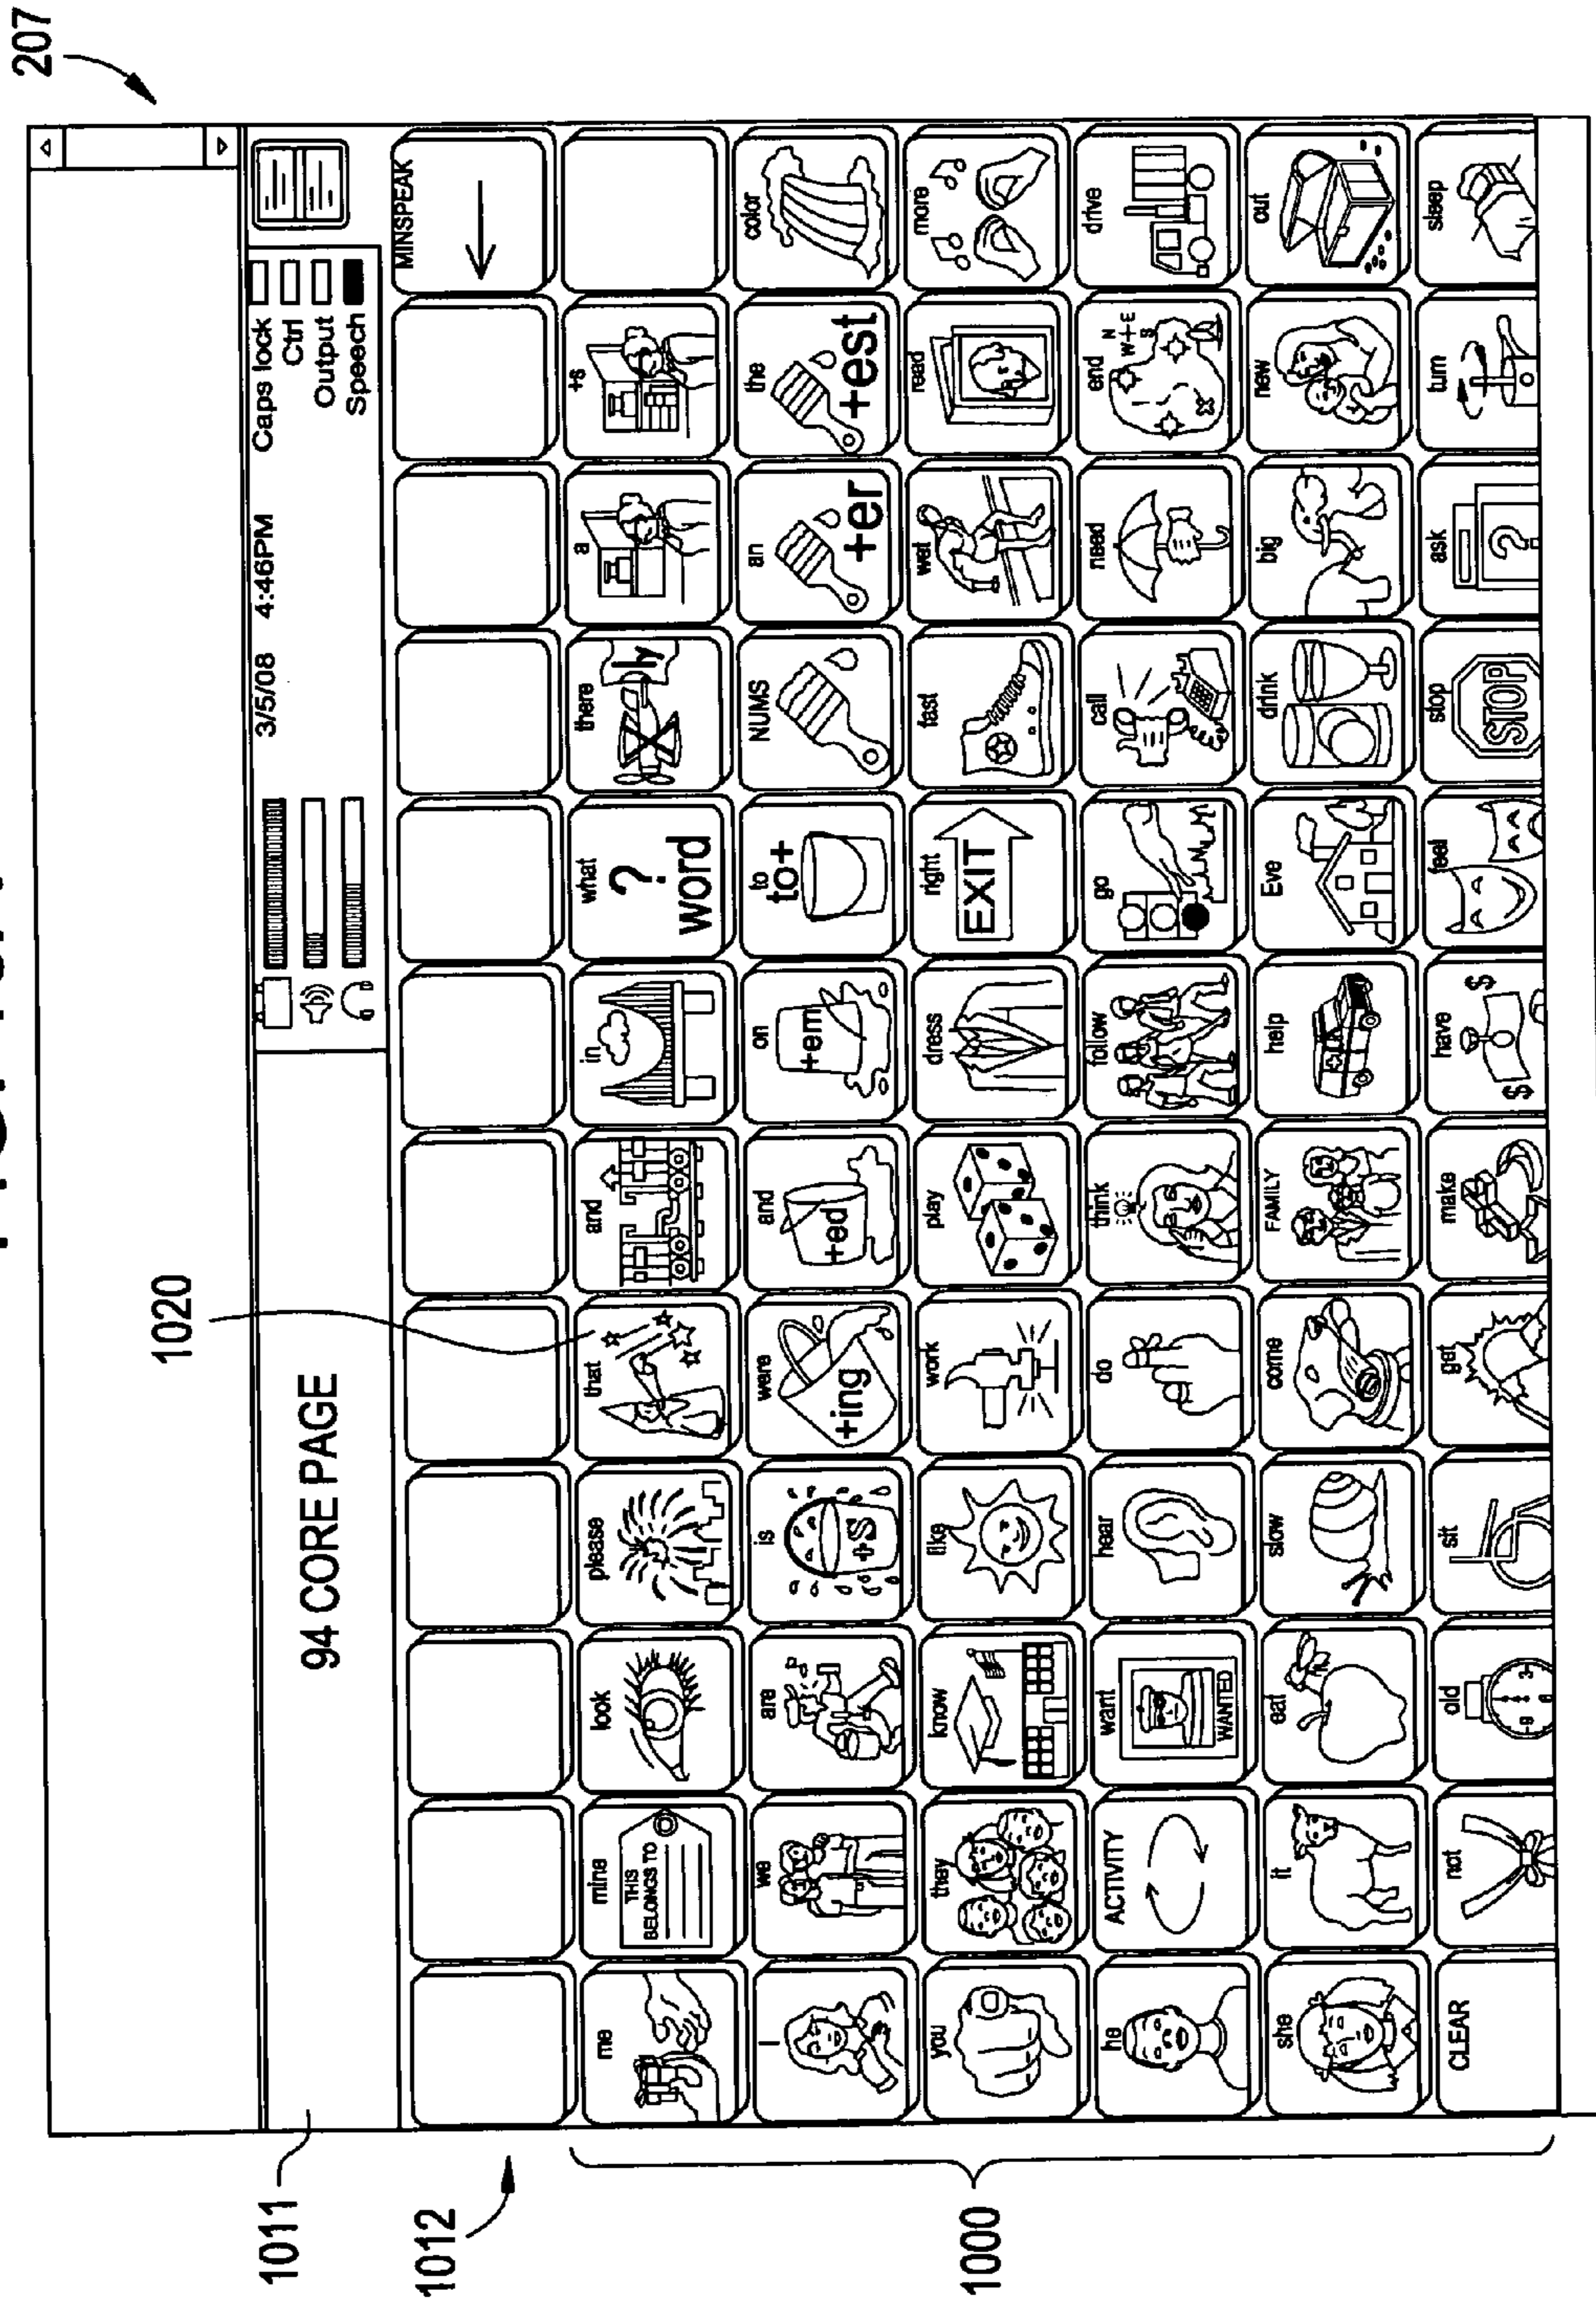 207
1011
94 CORE PAGE
3/5/08 4:46PM
Caps lock
Ctrl
Output
Speech
1012
MINSPEAK
1020
1000
me mine look please that and in what there a +s
THIS
BELONGS TO
?
word
ly
I we are is were and on to NUMS an the color
+s +ing +ed +em to+ +er +est
you they know like work play dress right fast wet read more
EXIT
he ACTIVITY want hear do think follow go call need end drive
WANTED
N
W+E
S
she it eat slow come FAMILY help Eve drink big new out
CLEAR not old sit get make have feel stop ask turn sleep
9 3
6
$ $
STOP
?